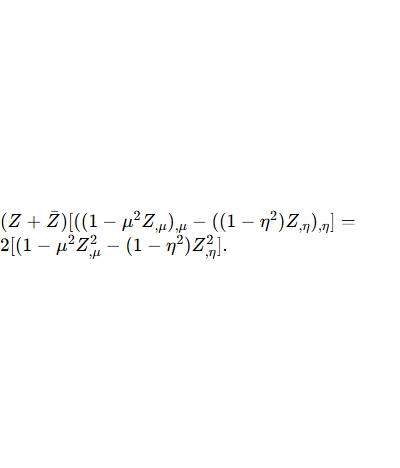 (Z + Z̄)[((1 − μ²Z,μ),μ − ((1 − η²)Z,η),η] =
2[(1 − μ²Z²,μ − (1 − η²)Z²,η].